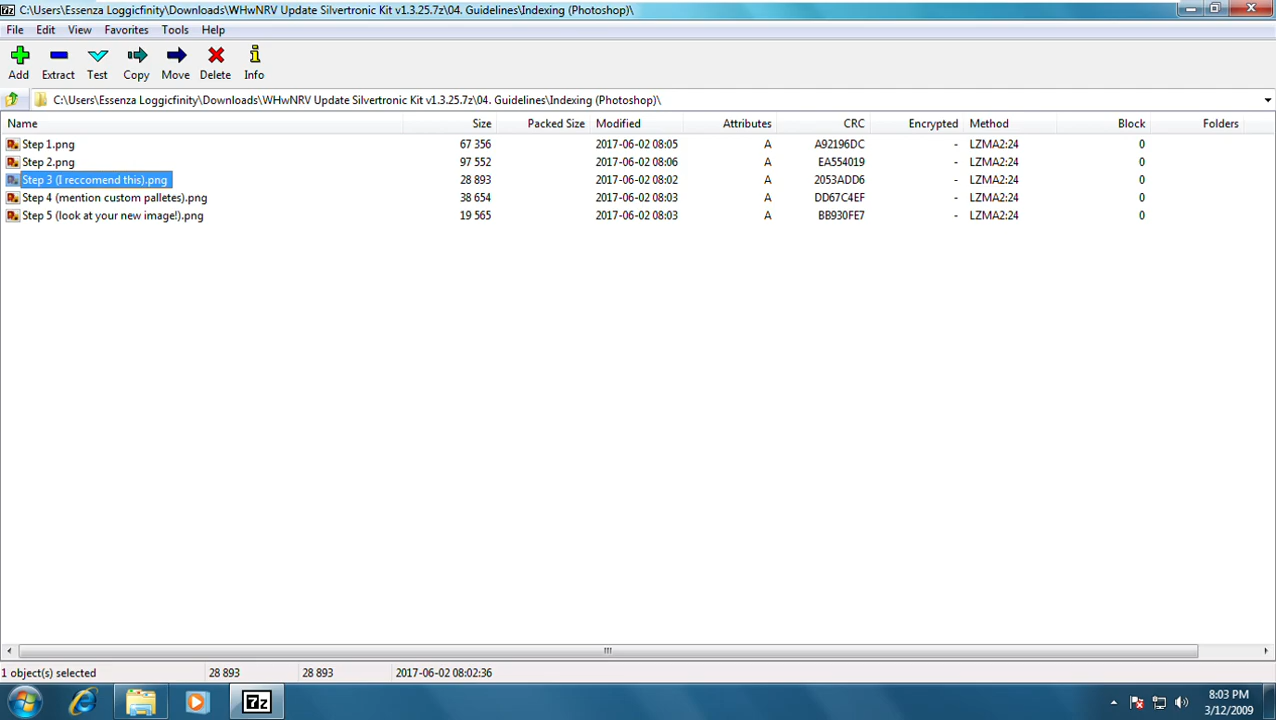 C:\Users\Essenza Loggicfinity\Downloads\WHwNRV Update Silvertronic Kit v1.3.25.7z\04. Guidelines\Indexing (Photoshop)\
File Edit View Favorites Tools Help
Add Extract Test Copy Move Delete Info
C:\Users\Essenza Loggicfinity\Downloads\WHwNRV Update Silvertronic Kit v1.3.25.7z\04. Guidelines\Indexing (Photoshop)\
Name Size Packed Size Modified Attributes CRC Encrypted Method Block Folders
Step 1.png 67 356 2017-06-02 08:05 A A92196DC - LZMA2:24 0
Step 2.png 97 552 2017-06-02 08:06 A EA554019 - LZMA2:24 0
Step 3 (I reccomend this).png 28 893 2017-06-02 08:02 A 2053ADD6 - LZMA2:24 0
Step 4 (mention custom palletes).png 38 654 2017-06-02 08:03 A DD67C4EF - LZMA2:24 0
Step 5 (look at your new image!).png 19 565 2017-06-02 08:03 A BB930FE7 - LZMA2:24 0
1 object(s) selected 28 893 28 893 2017-06-02 08:02:36
7z
8:03 PM
3/12/2009